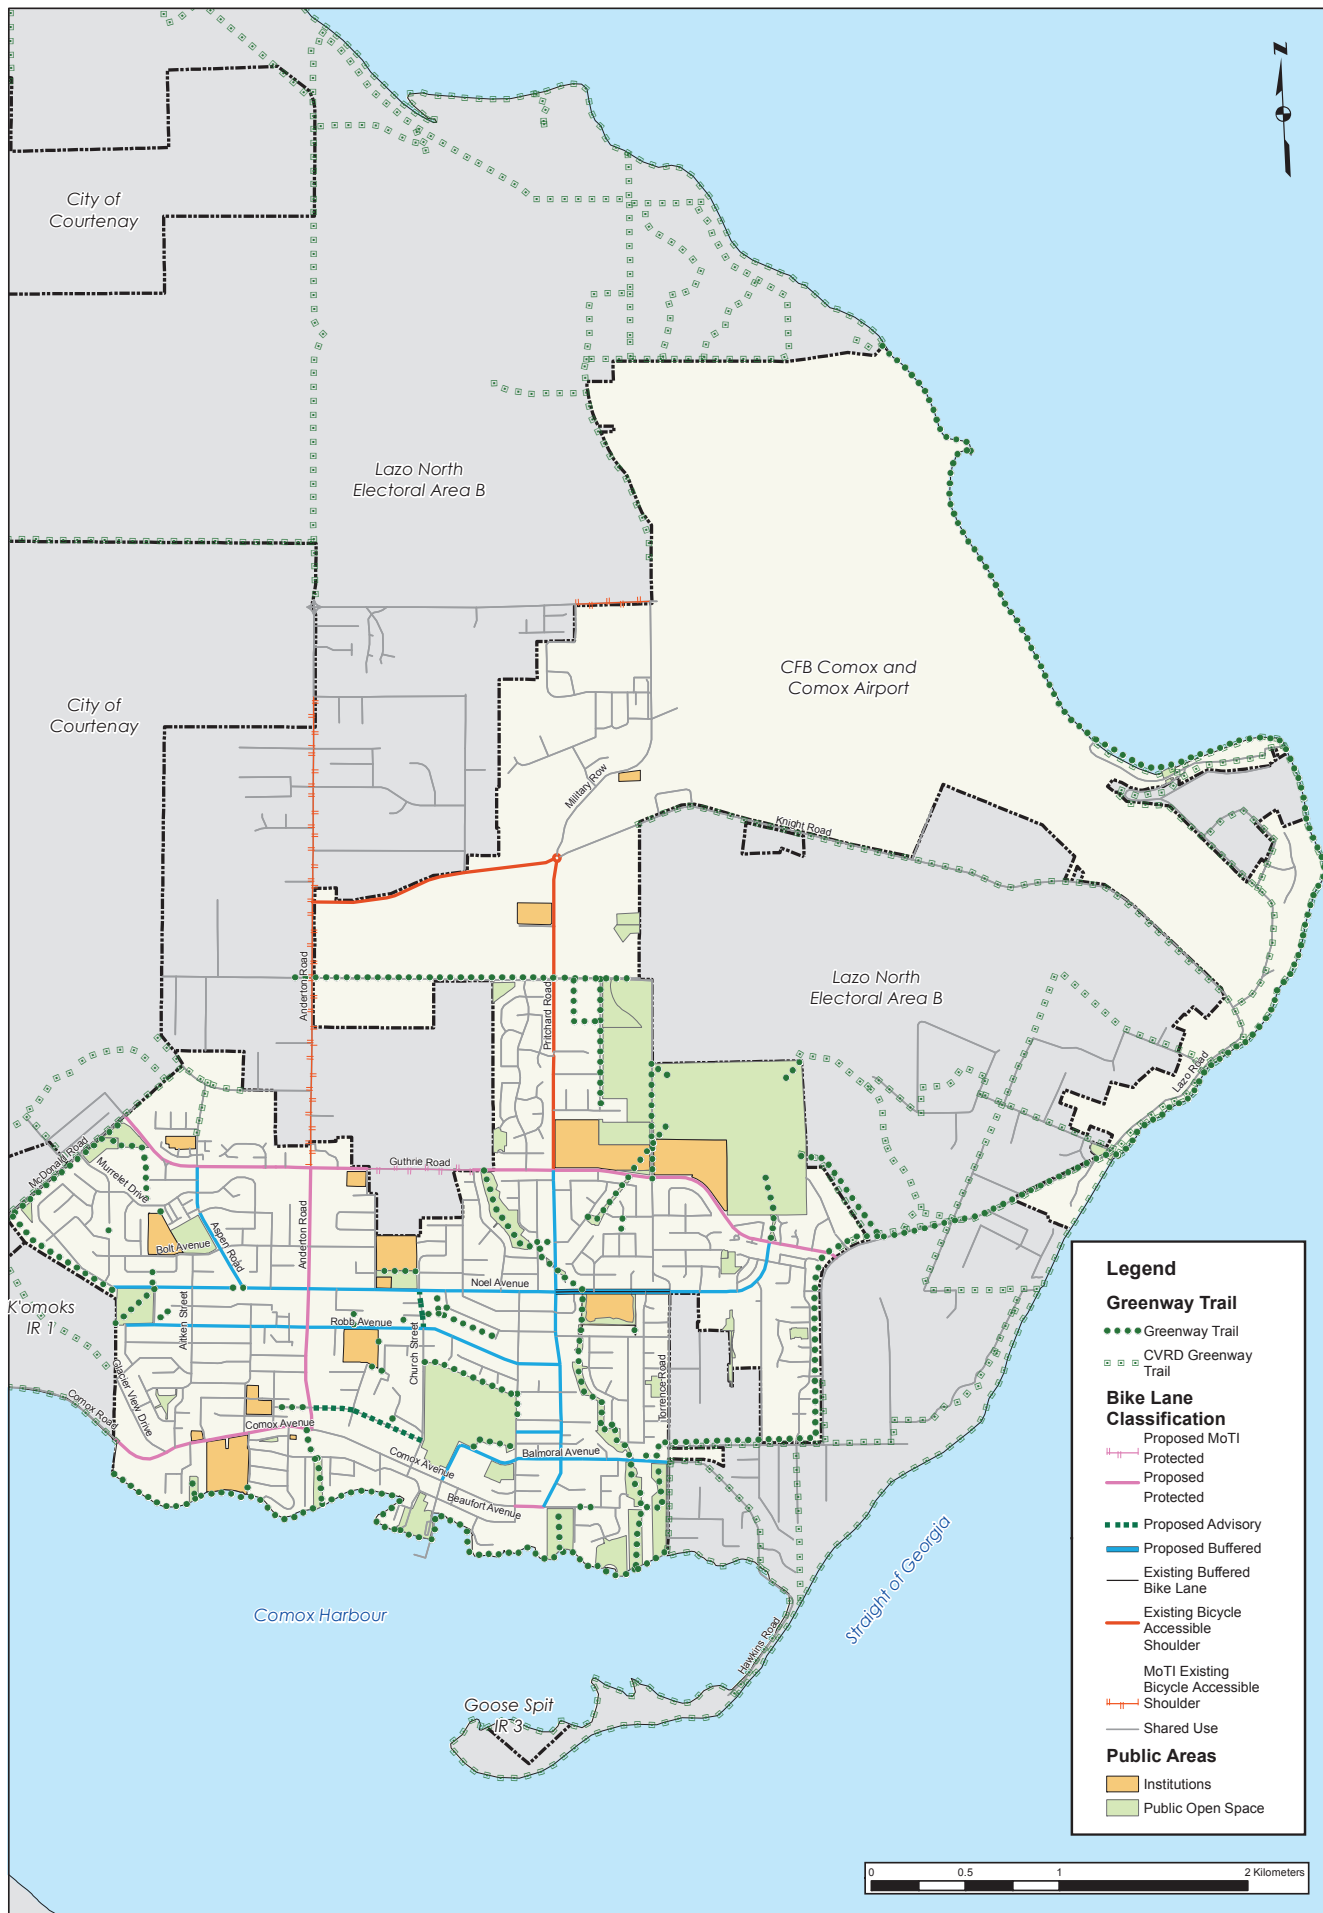 N
City of
Courtenay
Lazo North
Electoral Area B
CFB Comox and
Comox Airport
City of
Courtenay
Military Row
Knight Road
Anderton Road
Pritchard Road
Lazo North
Electoral Area B
Lazo Road
McDonald Road
Murrelet Drive
Guthrie Road
Anderton Road
Aspen Road
Bolt Avenue
Noel Avenue
K'omoks
IR 1
Aitken Street
Robb Avenue
Church Street
Torrence Road
Glacier View Drive
Comox Road
Comox Avenue
Comox Avenue
Balmoral Avenue
Beaufort Avenue
Comox Harbour
Straight of Georgia
Hawkins Road
Goose Spit
IR 3
Legend
Greenway Trail
Greenway Trail
CVRD Greenway
Trail
Bike Lane
Classification
Proposed MoTI
Protected
Proposed
Protected
Proposed Advisory
Proposed Buffered
Existing Buffered
Bike Lane
Existing Bicycle
Accessible
Shoulder
MoTI Existing
Bicycle Accessible
Shoulder
Shared Use
Public Areas
Institutions
Public Open Space
0 0.5 1 2 Kilometers